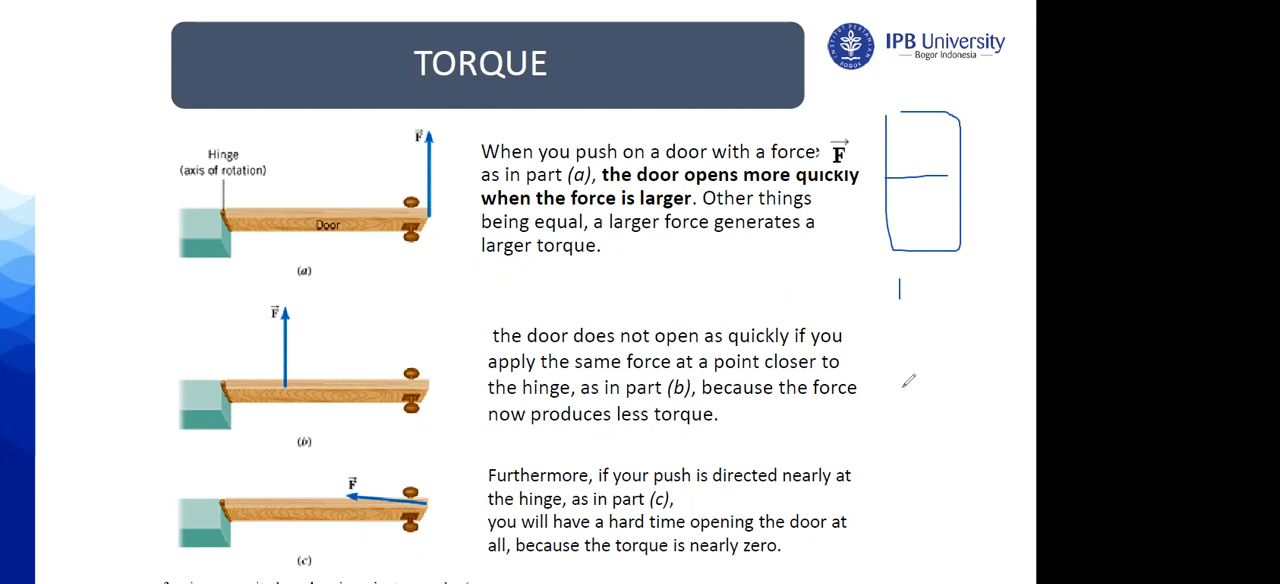 TORQUE
IPB University
Bogor Indonesia
INSTITUT PERTANIAN
BOGOR
F
Hinge
(axis of rotation)
Door
(a)
When you push on a door with a force F
as in part (a), the door opens more quickly
when the force is larger. Other things
being equal, a larger force generates a
larger torque.
F
(b)
the door does not open as quickly if you
apply the same force at a point closer to
the hinge, as in part (b), because the force
now produces less torque.
F
(c)
Furthermore, if your push is directed nearly at
the hinge, as in part (c),
you will have a hard time opening the door at
all, because the torque is nearly zero.